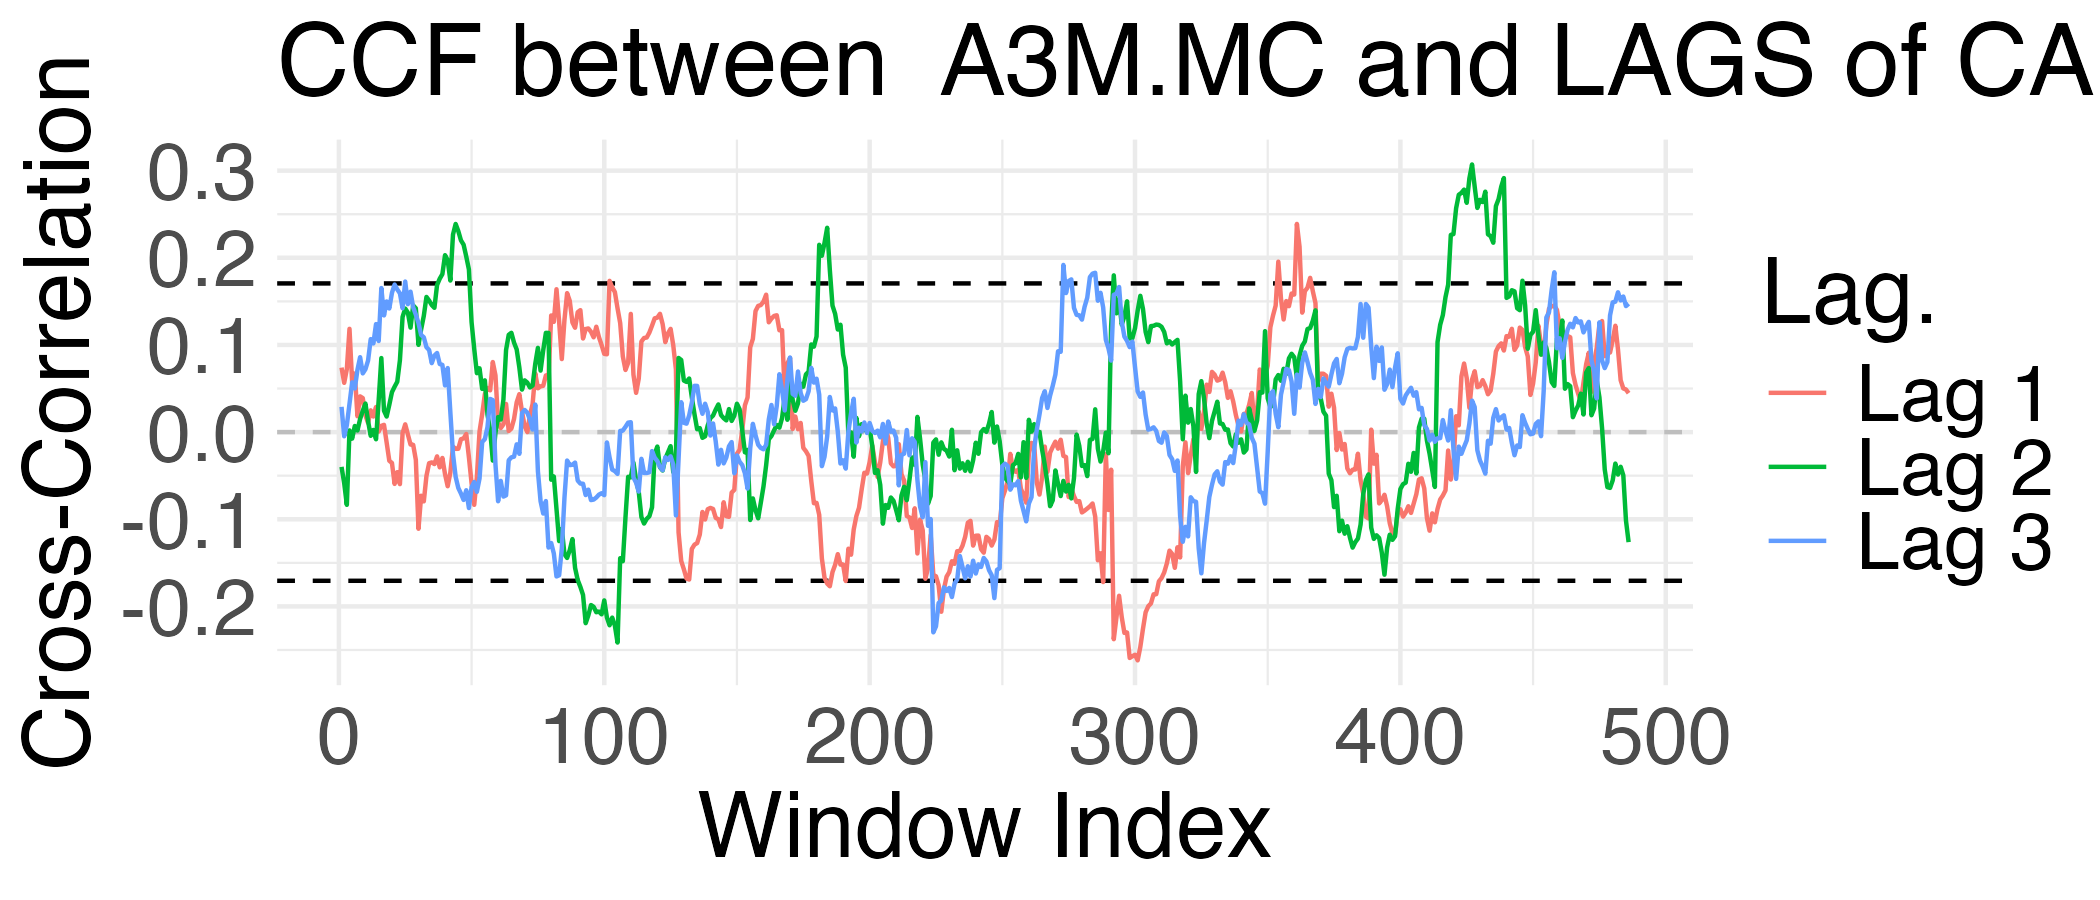 CCF between  A3M.MC and LAGS of CA
Cross-Correlation
0.3
0.2
0.1
0.0
-0.1
-0.2
0 100 200 300 400 500
Window Index
Lag.
Lag 1
Lag 2
Lag 3